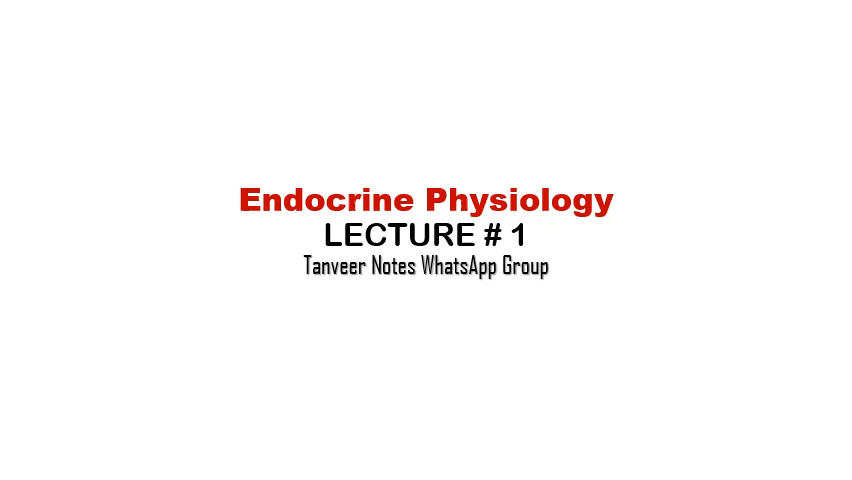 Endocrine Physiology
LECTURE # 1
Tanveer Notes WhatsApp Group